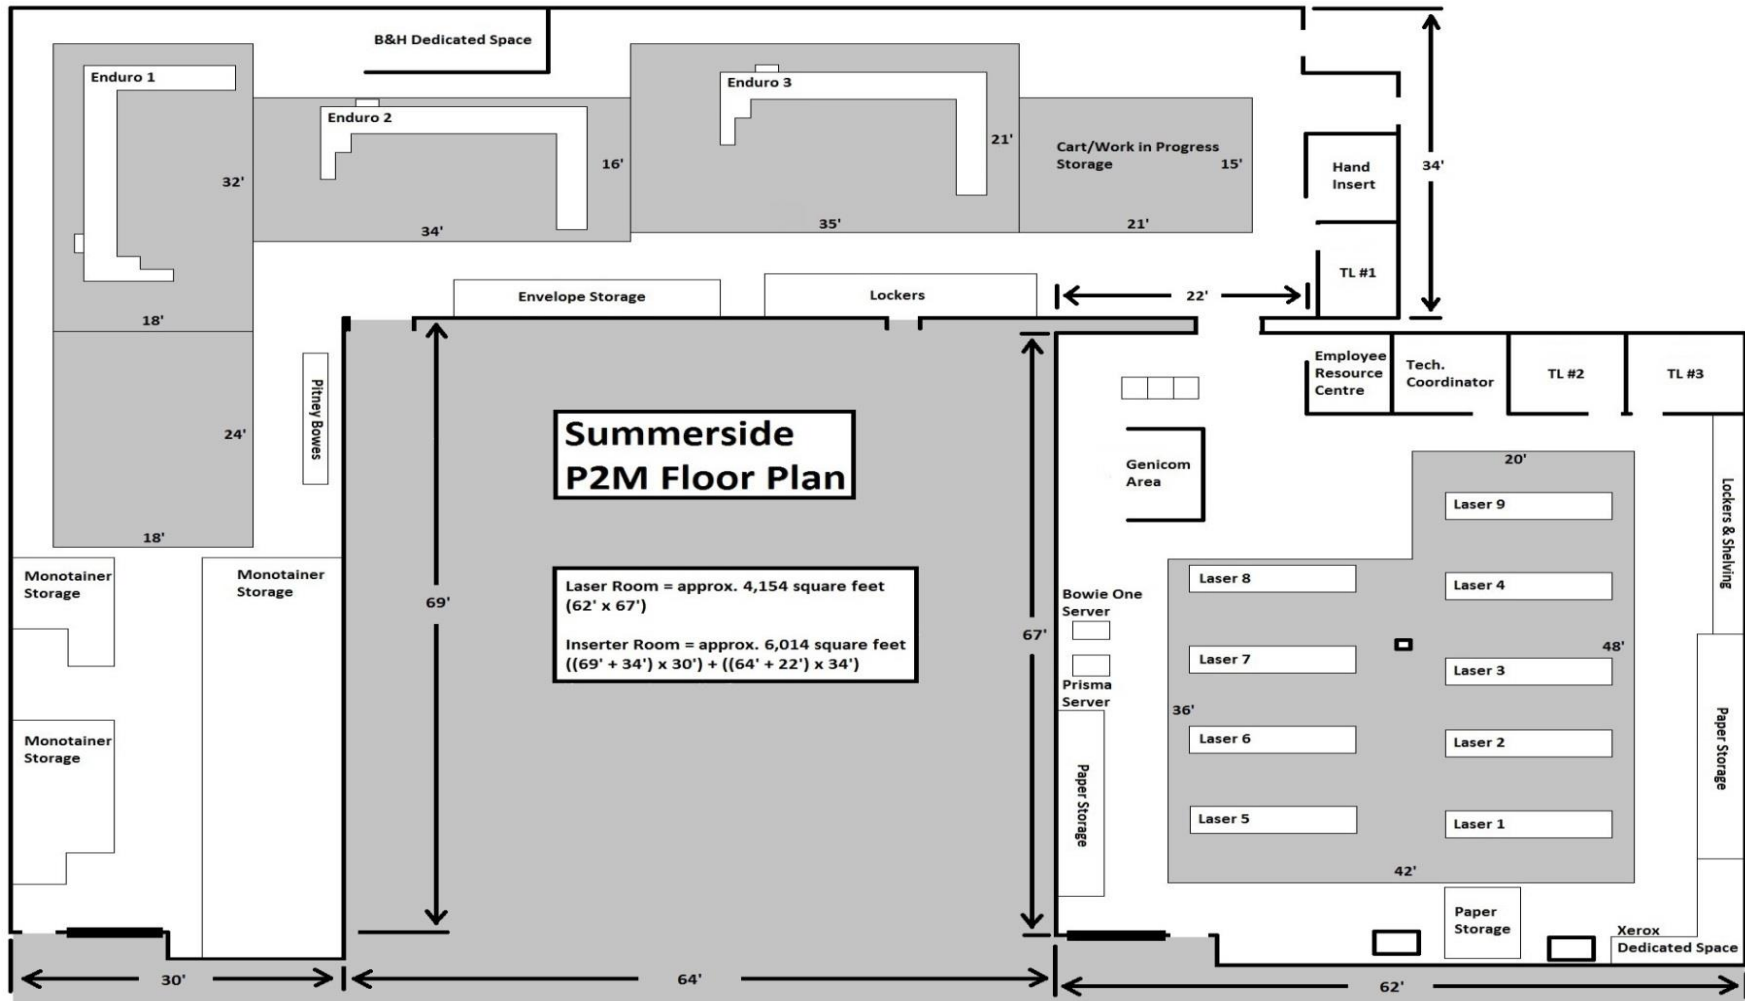 B&H Dedicated Space
Enduro 1
Enduro 2
Enduro 3
Cart/Work in Progress
Storage
15'
21'
21'
35'
16'
34'
32'
18'
34'
Hand
Insert
TL #1
22'
Envelope Storage
Lockers
24'
18'
Pitney Bowes
Monotainer
Storage
Monotainer
Storage
Monotainer
Storage
69'
Summerside
P2M Floor Plan
Laser Room = approx. 4,154 square feet
(62' x 67')
Inserter Room = approx. 6,014 square feet
((69' + 34') x 30') + ((64' + 22') x 34')
67'
Employee
Resource
Centre
Tech.
Coordinator
TL #2
TL #3
Genicom
Area
Bowie One
Server
Prisma
Server
Paper Storage
20'
Laser 9
Laser 8
Laser 4
Laser 7
Laser 3
48'
36'
Laser 6
Laser 2
Laser 5
Laser 1
42'
Lockers & Shelving
Paper Storage
Paper
Storage
Xerox
Dedicated Space
30'
64'
62'